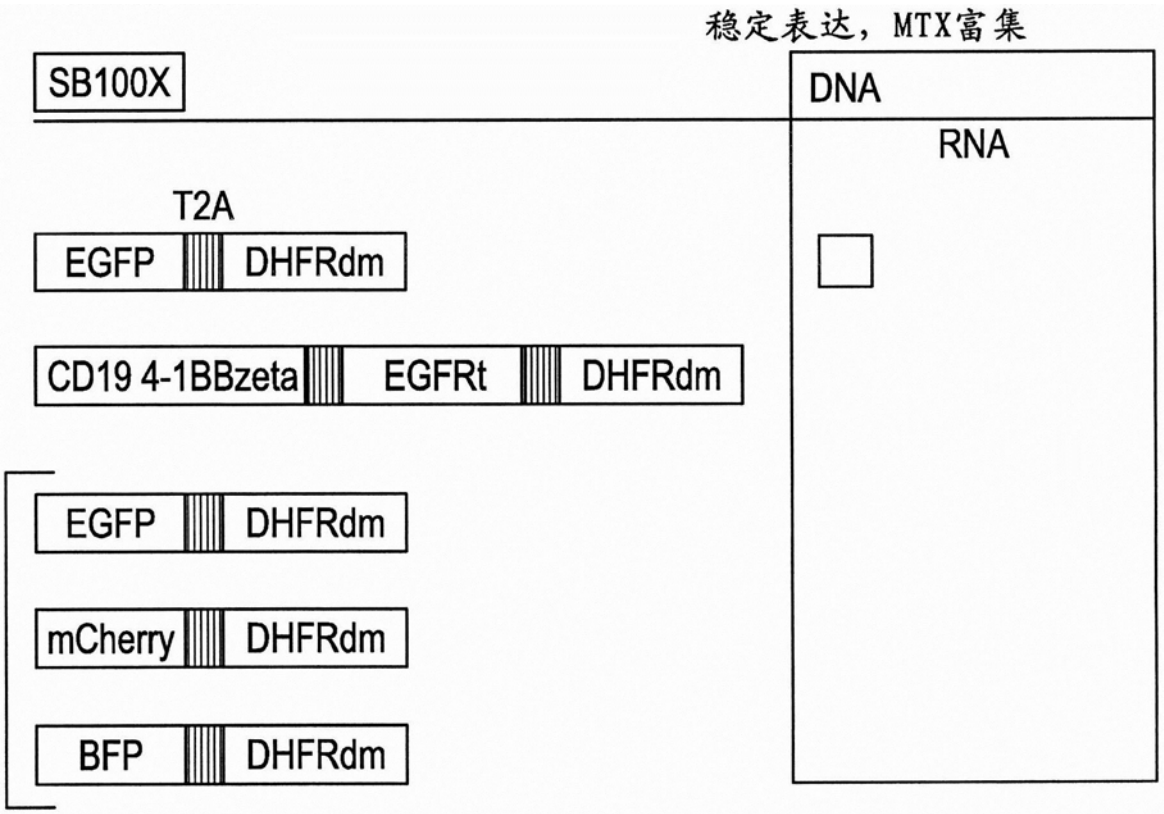 稳定表达，MTX富集
SB100X DNA
RNA
T2A
EGFP DHFRdm
CD19 4-1BBzeta EGFRt DHFRdm
EGFP DHFRdm
mCherry DHFRdm
BFP DHFRdm